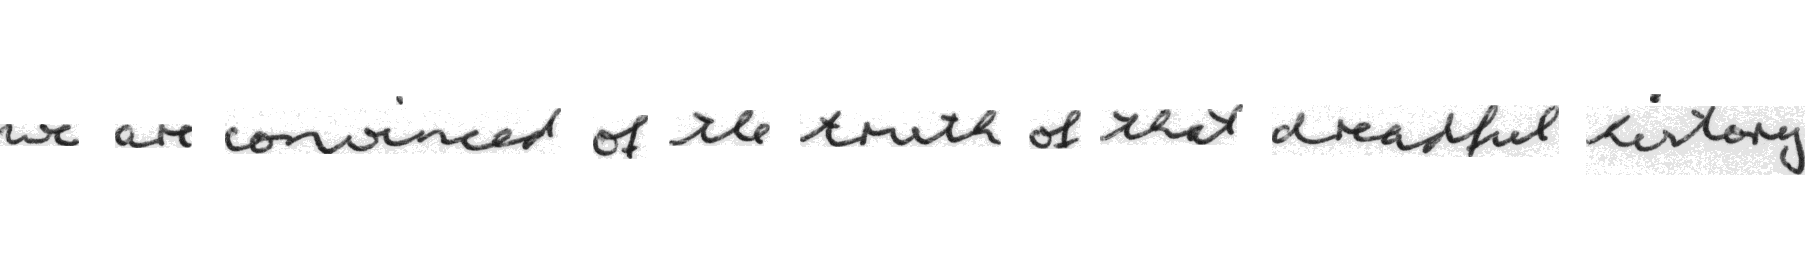 we are convinced of the truth of that dreadful history